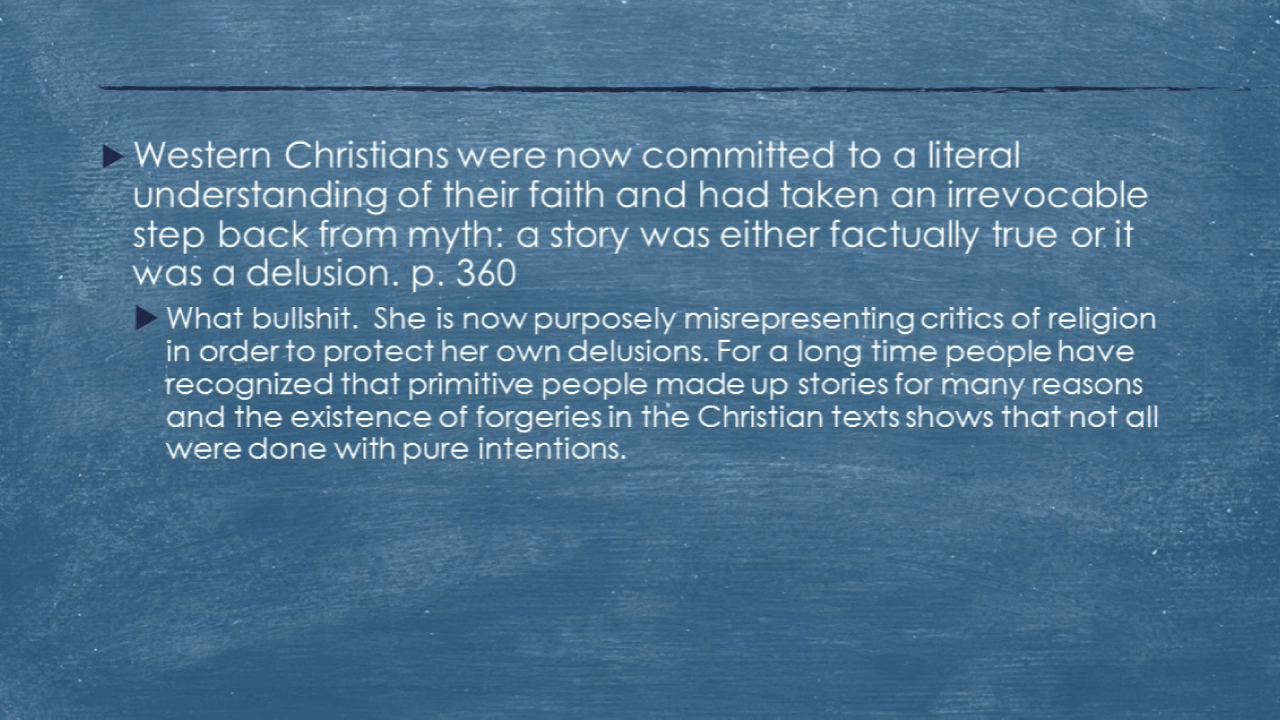 Western Christians were now committed to a literal
understanding of their faith and had taken an irrevocable
step back from myth: a story was either factually true or it
was a delusion. p. 360
What bullshit.  She is now purposely misrepresenting critics of religion
in order to protect her own delusions. For a long time people have
recognized that primitive people made up stories for many reasons
and the existence of forgeries in the Christian texts shows that not all
were done with pure intentions.